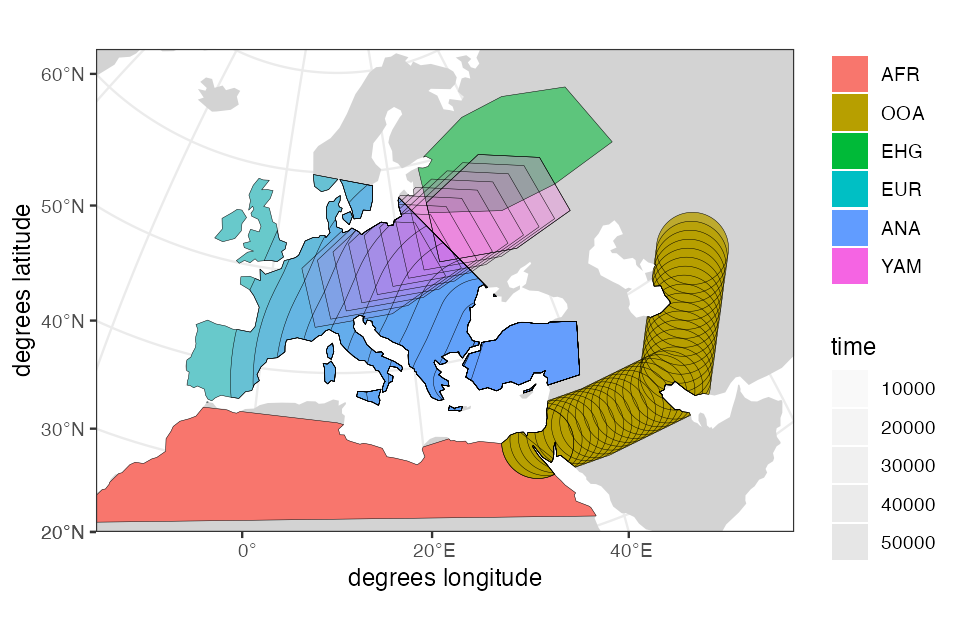 60°N
50°N
40°N
30°N
20°N
0°
20°E
40°E
degrees longitude
degrees latitude
AFR
OOA
EHG
EUR
ANA
YAM
time
10000
20000
30000
40000
50000